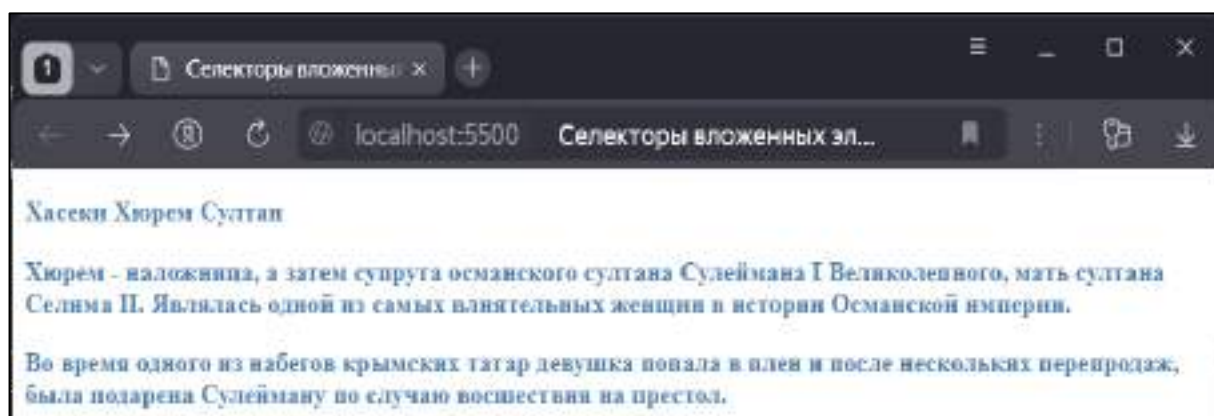 1 Селекторы вложенны
localhost:5500 Селекторы вложенных эл...
Хасеки Хюрем Султан
Хюрем - наложница, а затем супруга османского султана Сулеймана I Великолепного, мать султана
Селима II. Являлась одной из самых влиятельных женщин в истории Османской империи.
Во время одного из набегов крымских татар девушка попала в плен и после нескольких перепродаж,
была подарена Сулейману по случаю восшествия на престол.